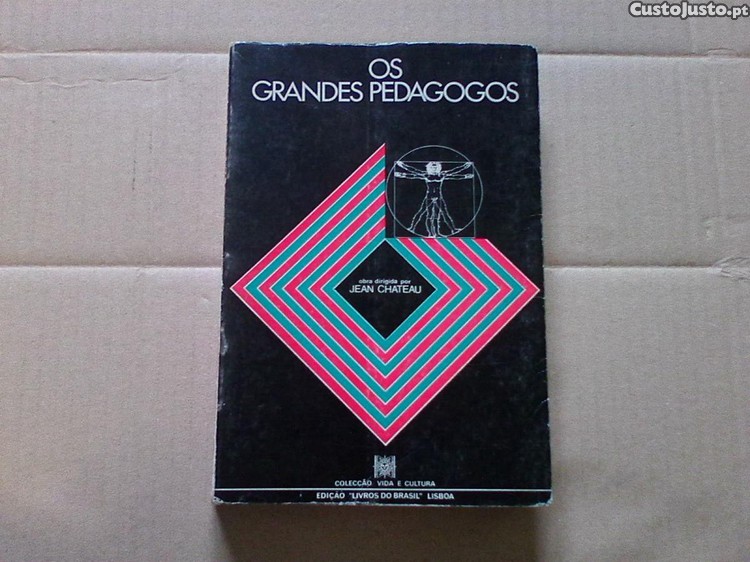 CustoJusto.pt
OS
GRANDES PEDAGOGOS
obra dirigida por
JEAN CHATEAU
COLECÇÃO VIDA E CULTURA
EDIÇÃO "LIVROS DO BRASIL" LISBOA